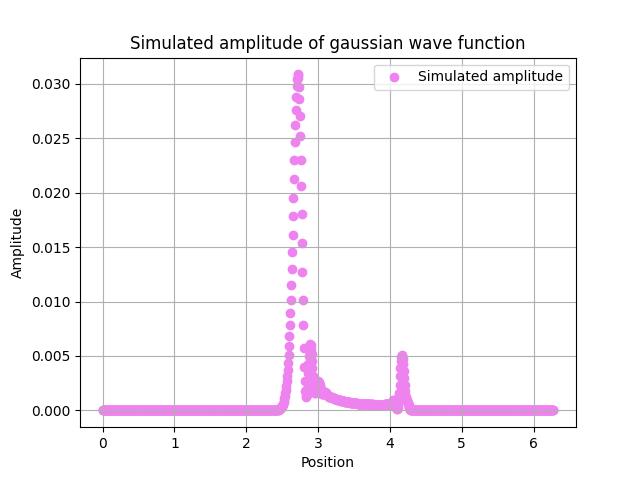 Simulated amplitude of gaussian wave function
Simulated amplitude
0.030
0.025
0.020
0.015
0.010
0.005
0.000
Amplitude
0 1 2 3 4 5 6
Position